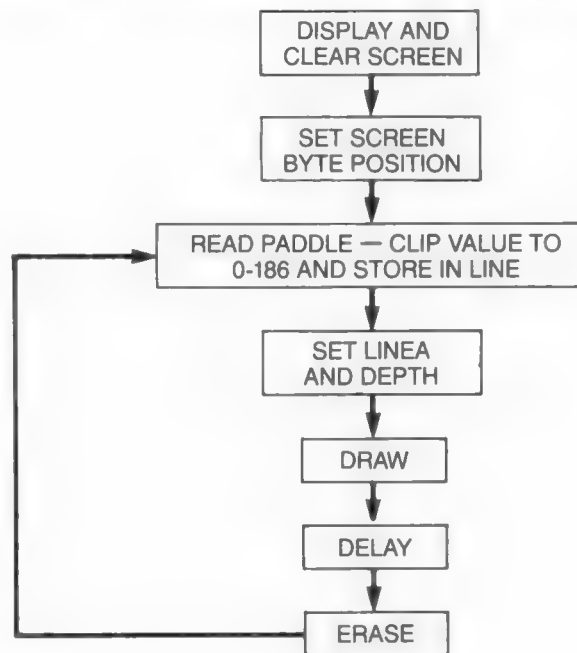 DISPLAY AND
CLEAR SCREEN
SET SCREEN
BYTE POSITION
READ PADDLE — CLIP VALUE TO
0-186 AND STORE IN LINE
SET LINEA
AND DEPTH
DRAW
DELAY
ERASE